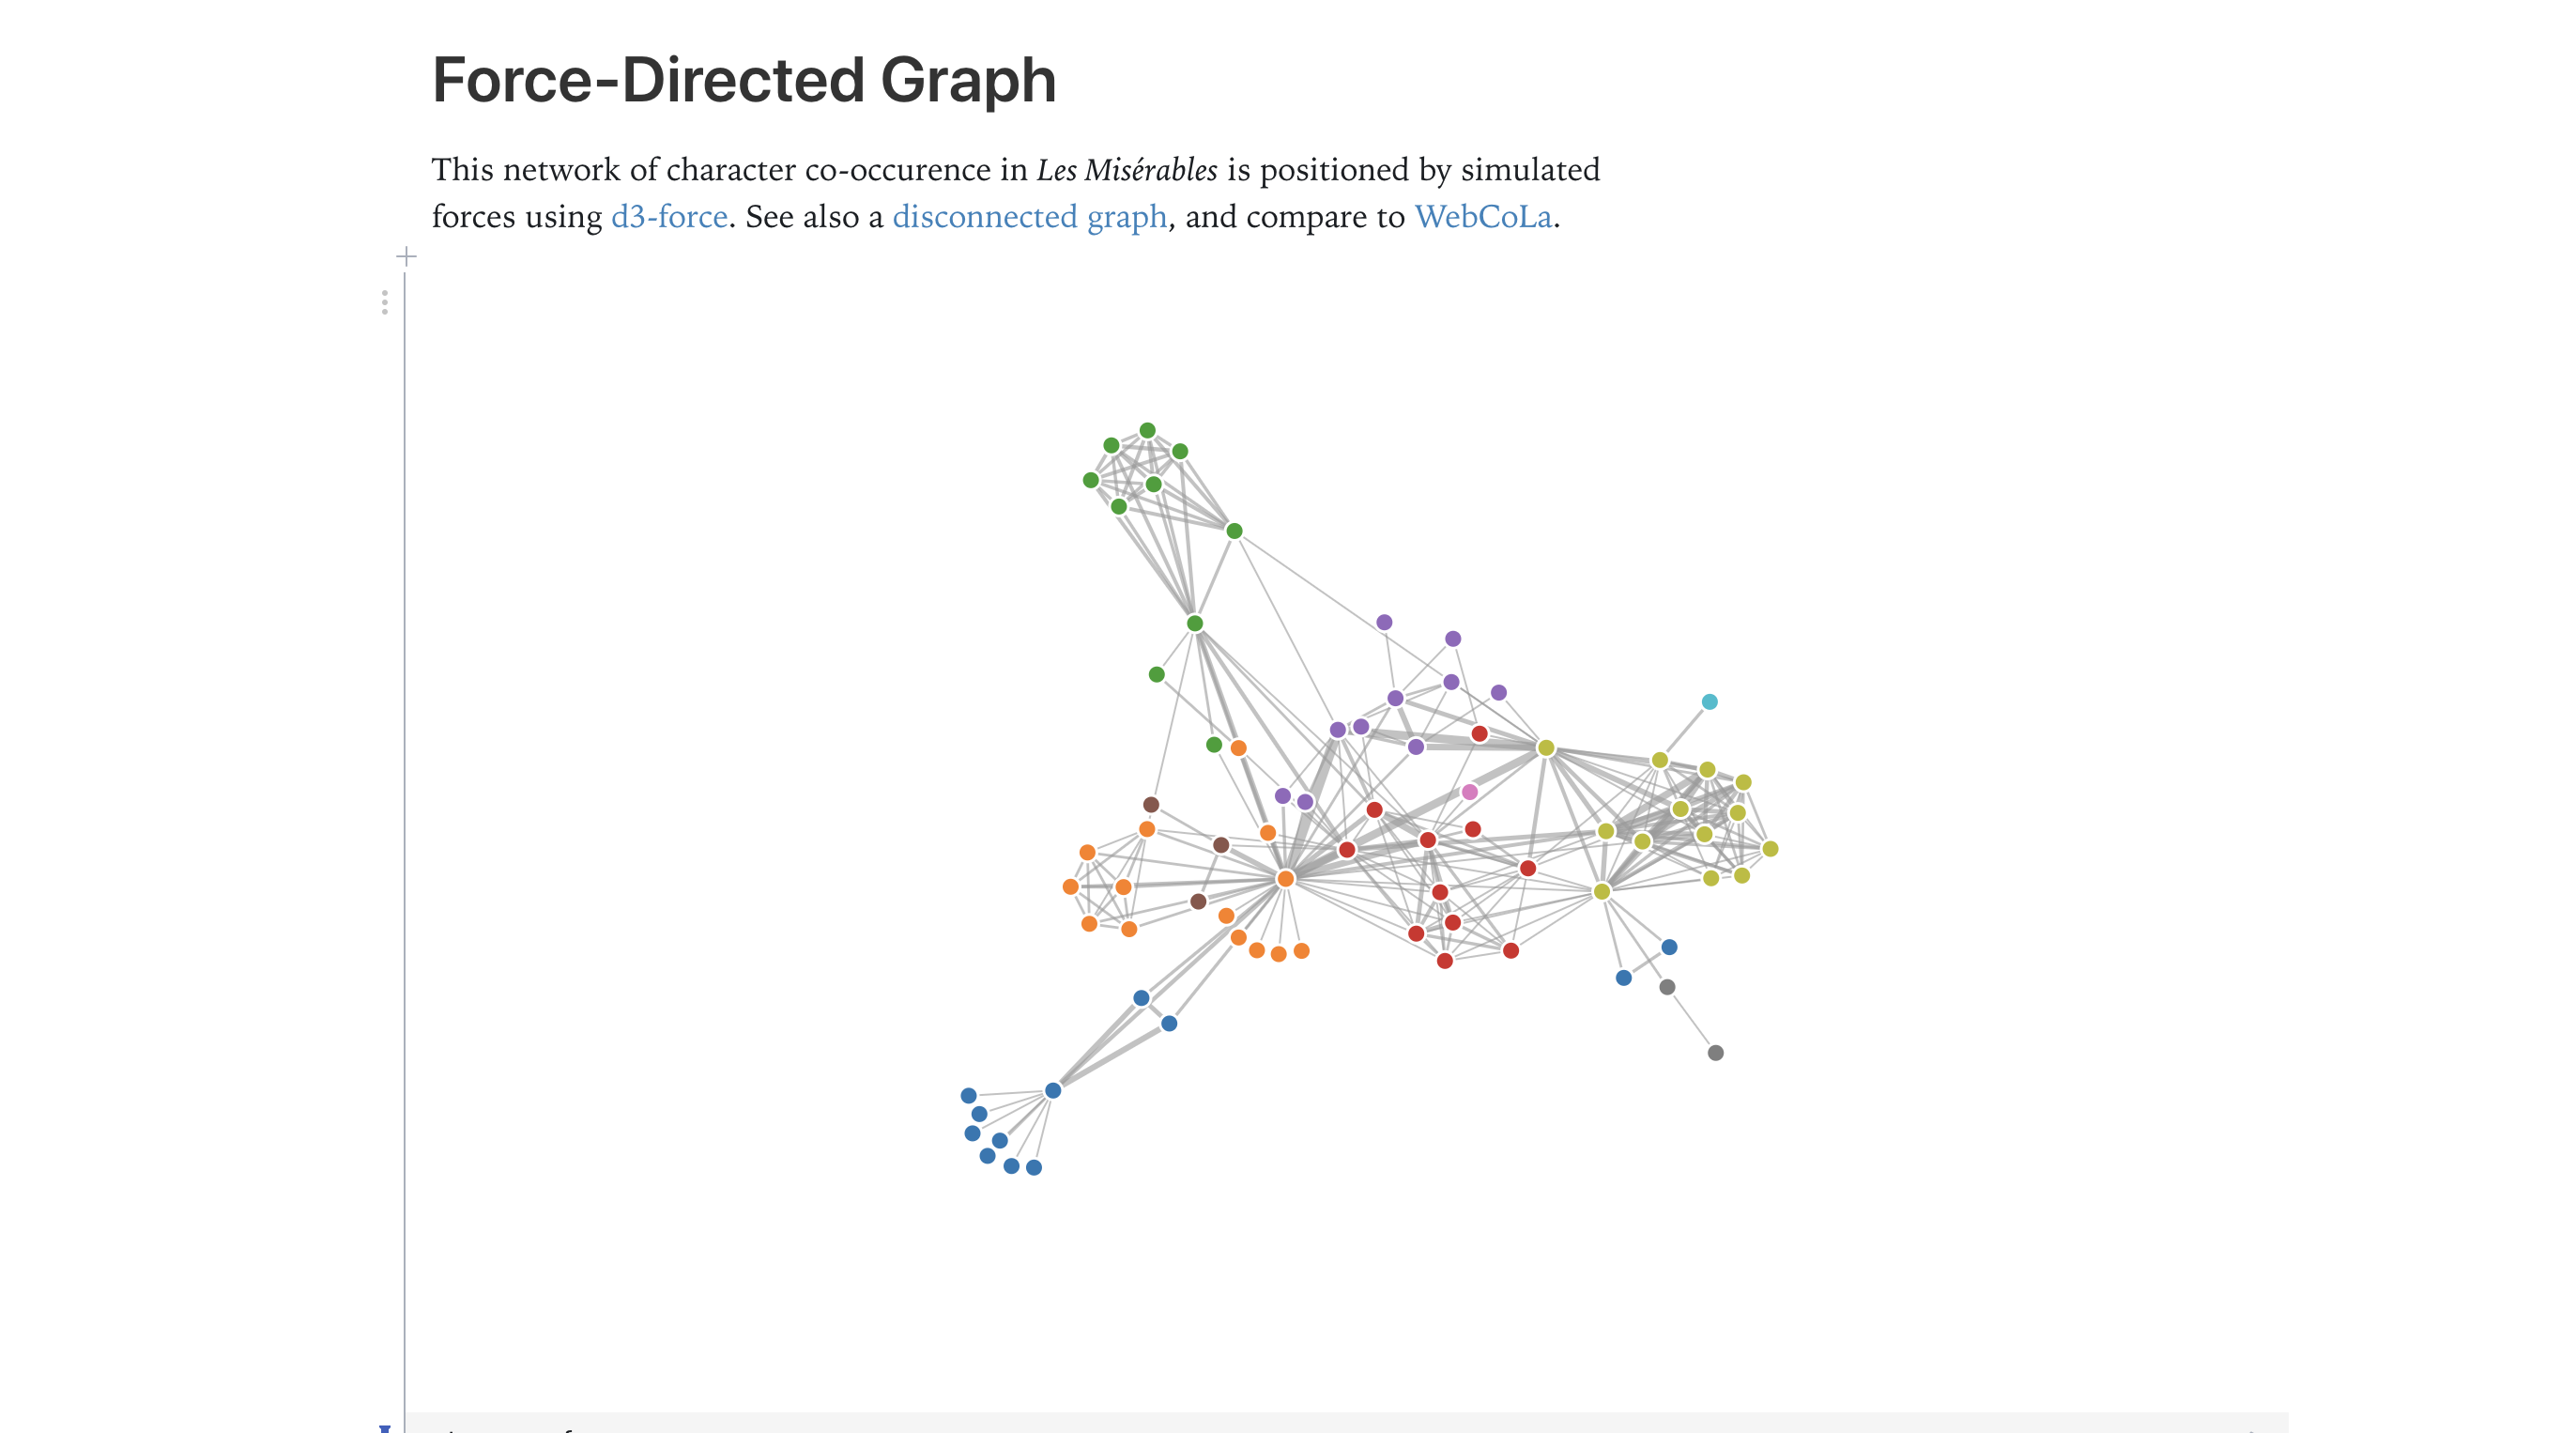 Force-Directed Graph
This network of character co-occurence in Les Misérables is positioned by simulated
forces using d3-force. See also a disconnected graph, and compare to WebCoLa.